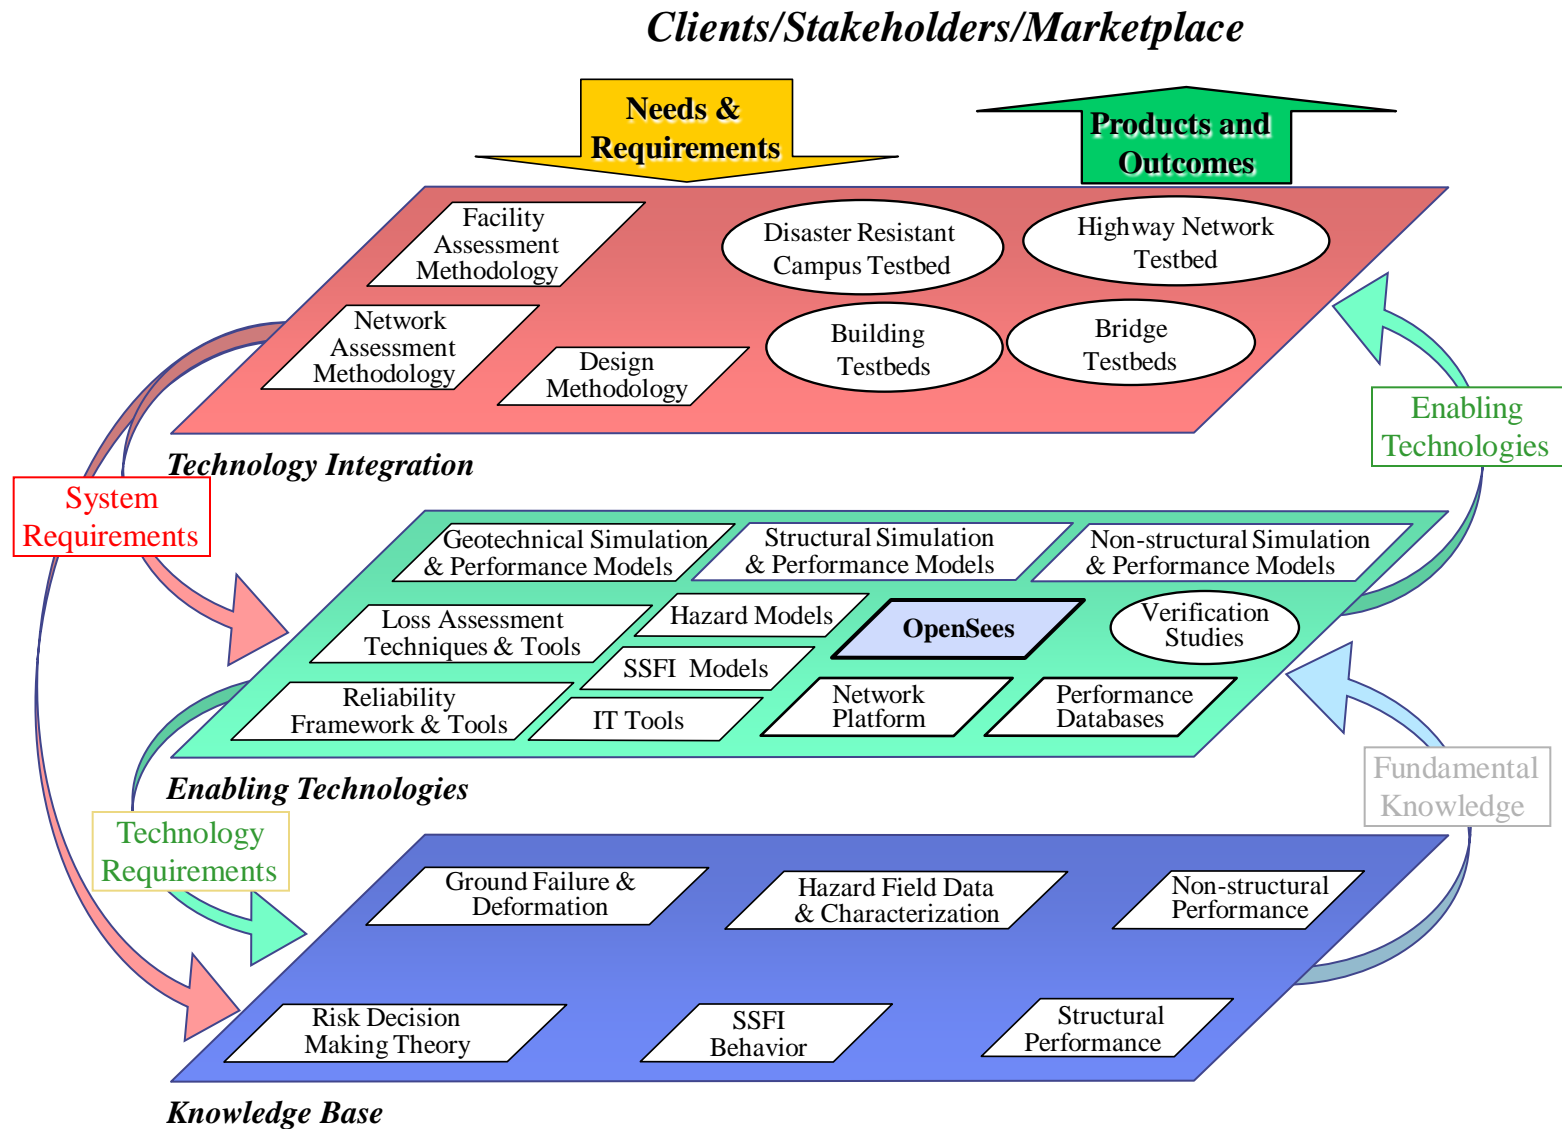 Clients/Stakeholders/Marketplace
Needs &
Requirements
Products and
Outcomes
Facility
Assessment
Methodology
Disaster Resistant
Campus Testbed
Highway Network
Testbed
Network
Assessment
Methodology
Design
Methodology
Building
Testbeds
Bridge
Testbeds
Technology Integration
Enabling
Technologies
System
Requirements
Geotechnical Simulation
& Performance Models
Structural Simulation
& Performance Models
Non-structural Simulation
& Performance Models
Loss Assessment
Techniques & Tools
Hazard Models
OpenSees
Verification
Studies
SSFI Models
Reliability
Framework & Tools
IT Tools
Network
Platform
Performance
Databases
Enabling Technologies
Fundamental
Knowledge
Technology
Requirements
Ground Failure &
Deformation
Hazard Field Data
& Characterization
Non-structural
Performance
Risk Decision
Making Theory
SSFI
Behavior
Structural
Performance
Knowledge Base